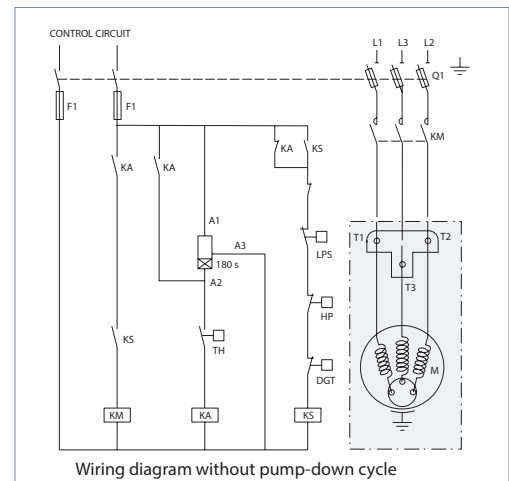 CONTROL CIRCUIT
L1 L3 L2
Q1
F1 F1
KM
KA KA KA KS
A1
A3
180 s
A2
LPS
T1 T2
T3
HP
KS
TH
DGT
M
KM KA KS
Wiring diagram without pump-down cycle